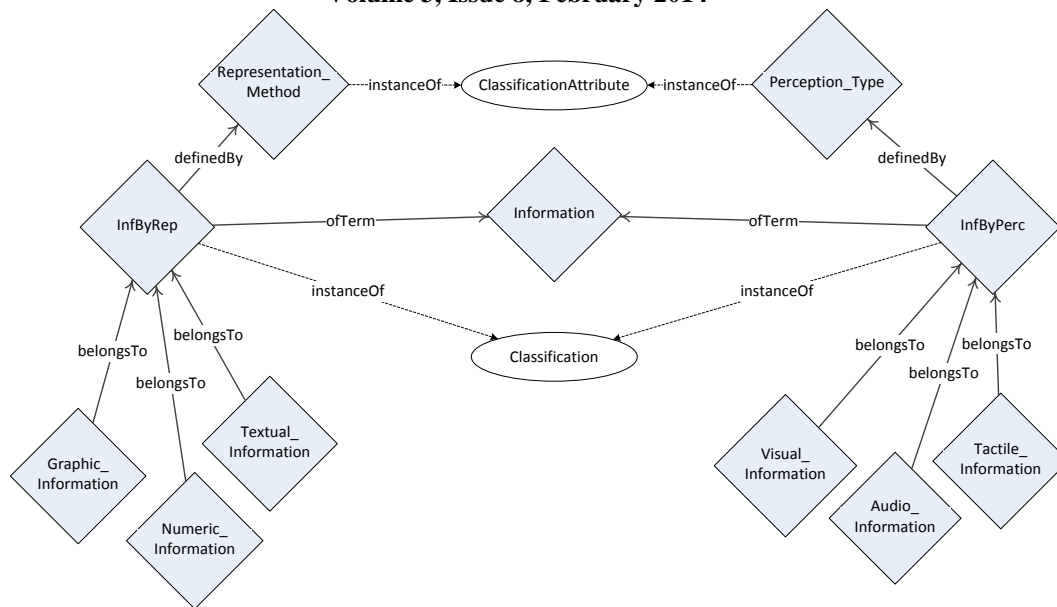 Volume 3, Issue 8, February 2014
Representation_
Method
instanceOf
ClassificationAttribute
instanceOf
Perception_Type
definedBy
definedBy
InfByRep
ofTerm
Information
ofTerm
InfByPerc
instanceOf
instanceOf
belongsTo
belongsTo
belongsTo
Classification
belongsTo
belongsTo
belongsTo
Graphic_
Information
Textual_
Information
Numeric_
Information
Visual_
Information
Audio_
Information
Tactile_
Information